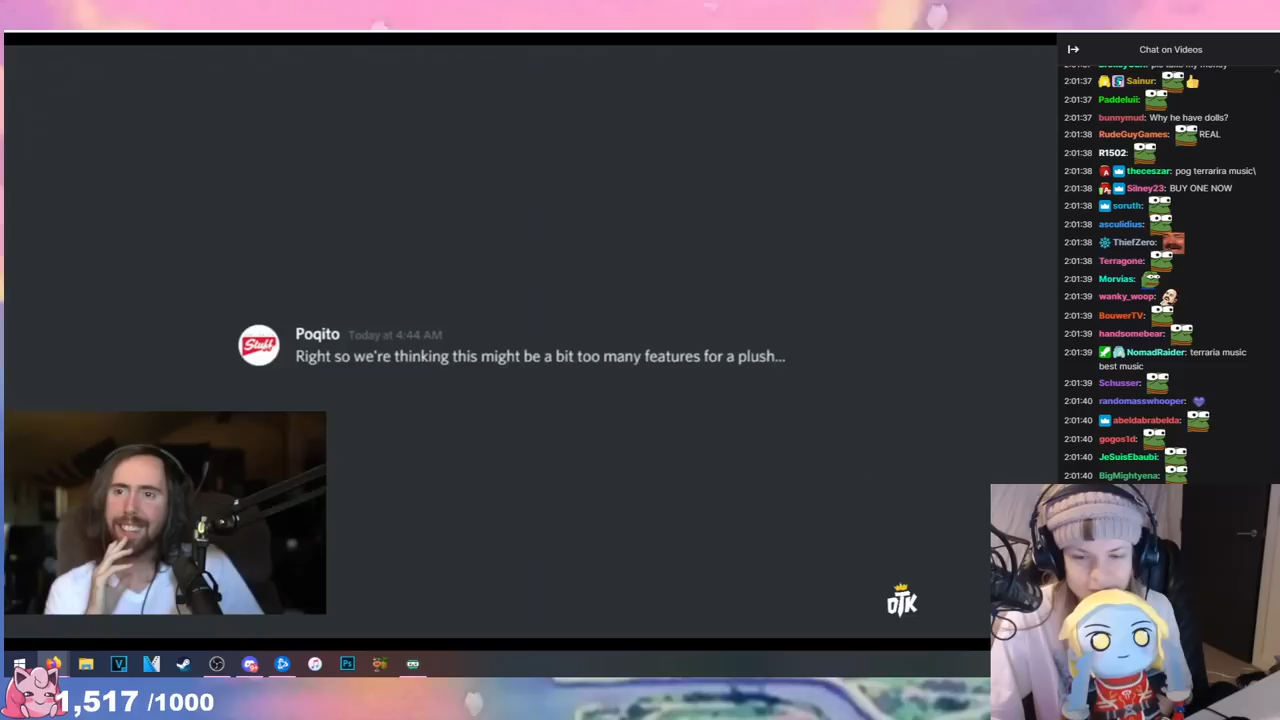 Chat on Videos
2:01:37 Sainur:
2:01:37 Paddeluii:
2:01:37 bunnymud: Why he have dolls?
2:01:38 RudeGuyGames: REAL
2:01:38 R1502:
2:01:38 theceszar: pog terrarira music\
2:01:38 Silney23: BUY ONE NOW
2:01:38 soruth:
2:01:38 asculidius:
2:01:38 ThiefZero:
2:01:38 Terragone:
2:01:39 Morvias:
2:01:39 wanky_woop:
2:01:39 BouwerTV:
2:01:39 handsomebear:
2:01:39 NomadRaider: terraria music
best music
2:01:39 Schusser:
2:01:40 randomasswhooper:
2:01:40 abeldabrabelda:
2:01:40 gogos1d:
2:01:40 JeSuisEbaubi:
2:01:40 BigMightyena:
Stuff
Poqito Today at 4:44 AM
Right so we're thinking this might be a bit too many features for a plush...
OTK
Ps
1,517 /1000